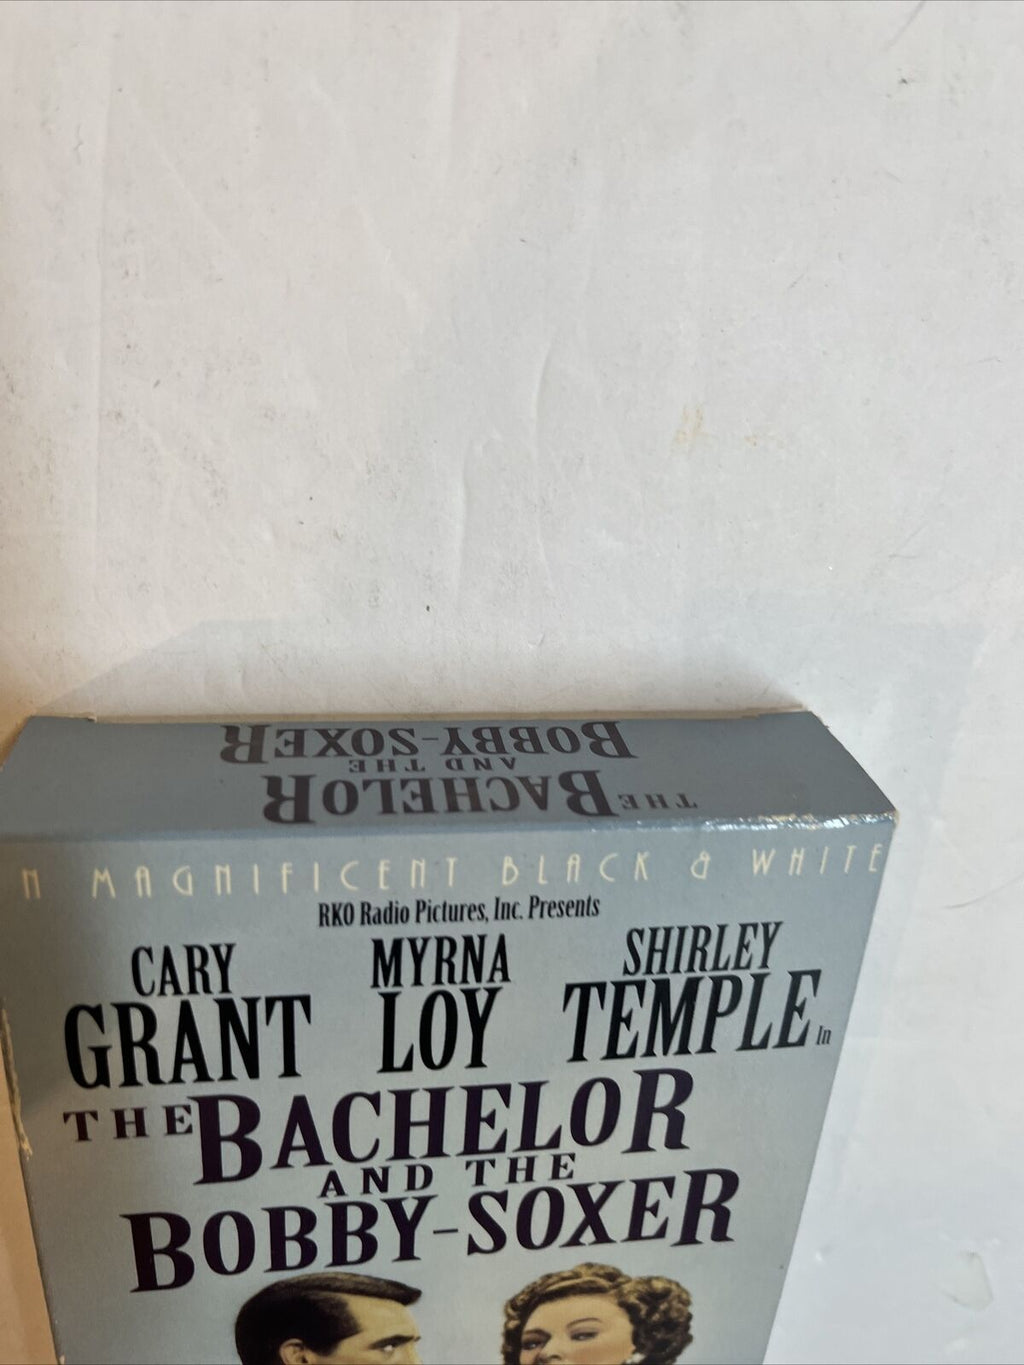 THE BACHELOR
AND THE
BOBBY-SOXER
N MAGNIFICENT BLACK & WHITE
RKO Radio Pictures, Inc. Presents
CARY GRANT
MYRNA LOY
SHIRLEY TEMPLE In
THE BACHELOR
AND THE
BOBBY-SOXER